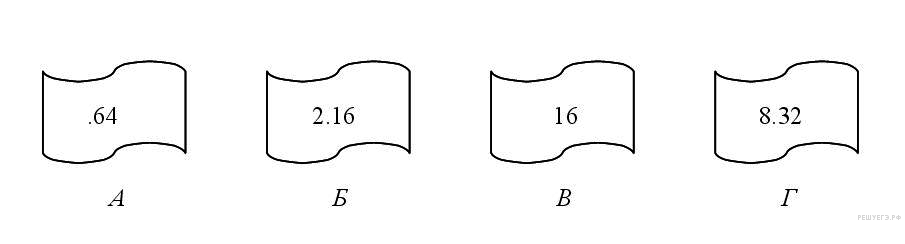 .64
2.16
16
8.32
А
Б
В
Г
РЕШУЕГЭ.РФ